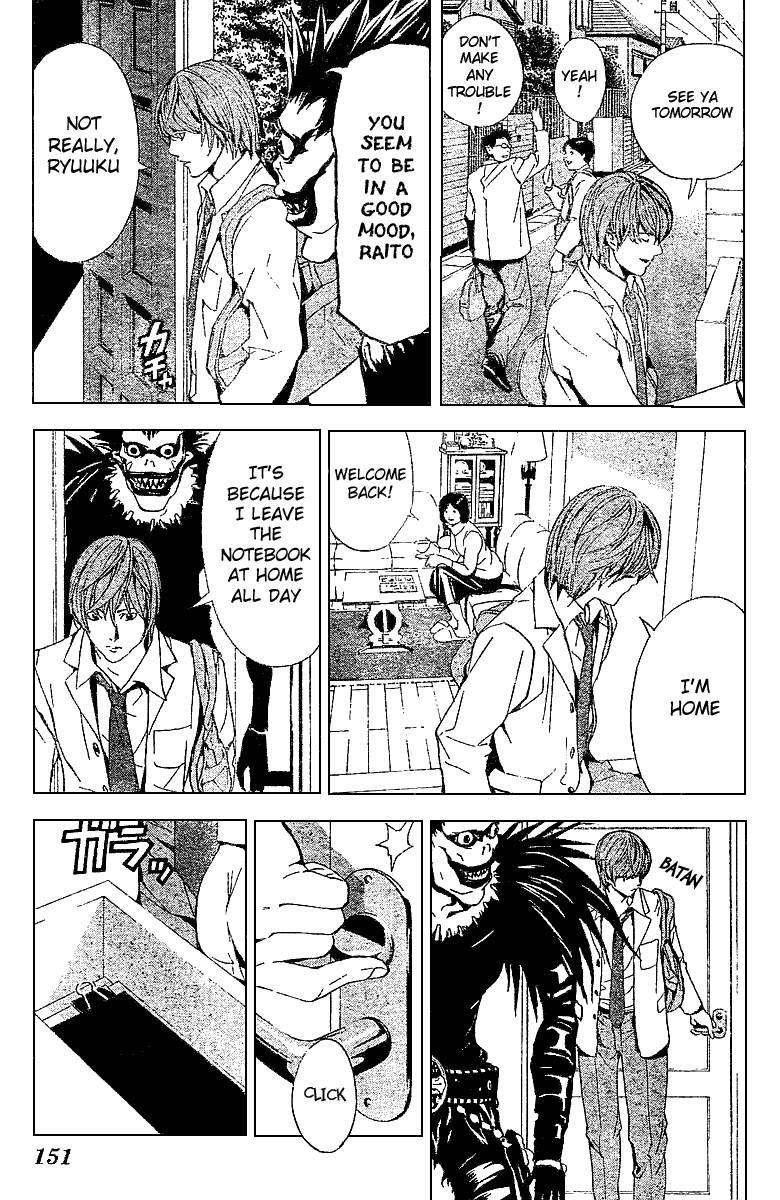 SEE YA
TOMORROW
YEAH
!
DON'T
MAKE
ANY
TROUBLE
!
YOU
SEEM
TO BE
IN A
GOOD
MOOD,
RAITO
NOT
REALLY,
RYUUKU
ガチャ
I'M
HOME
WELCOME
BACK!
IT'S
BECAUSE
I LEAVE
THE
NOTEBOOK
AT HOME
ALL DAY
BATAN
CLICK
ガラッ
151